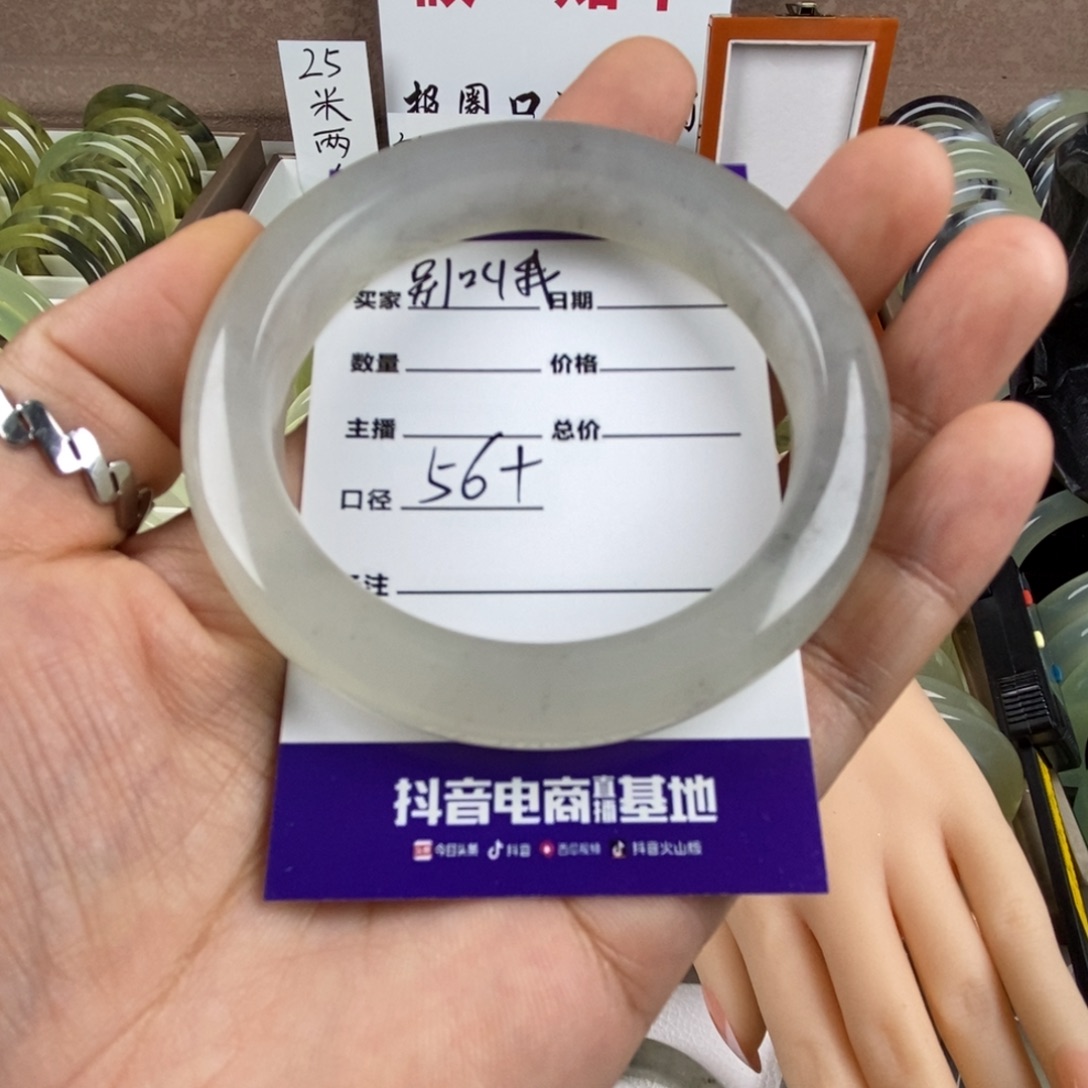 25
米
两
报圈口
买家 别叫我 日期
数量 价格
主播 总价
口径 56+
注
抖音电商直播基地
今日头条 抖音 西瓜视频 抖音火山版